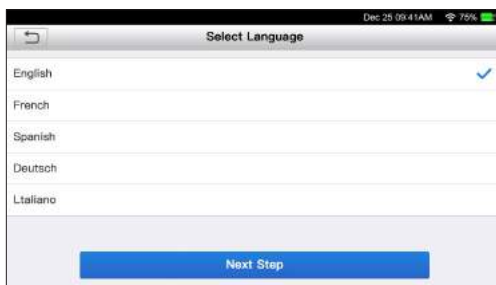 Dec 25 09:41AM 75%
Select Language
English
French
Spanish
Deutsch
Ltaliano
Next Step